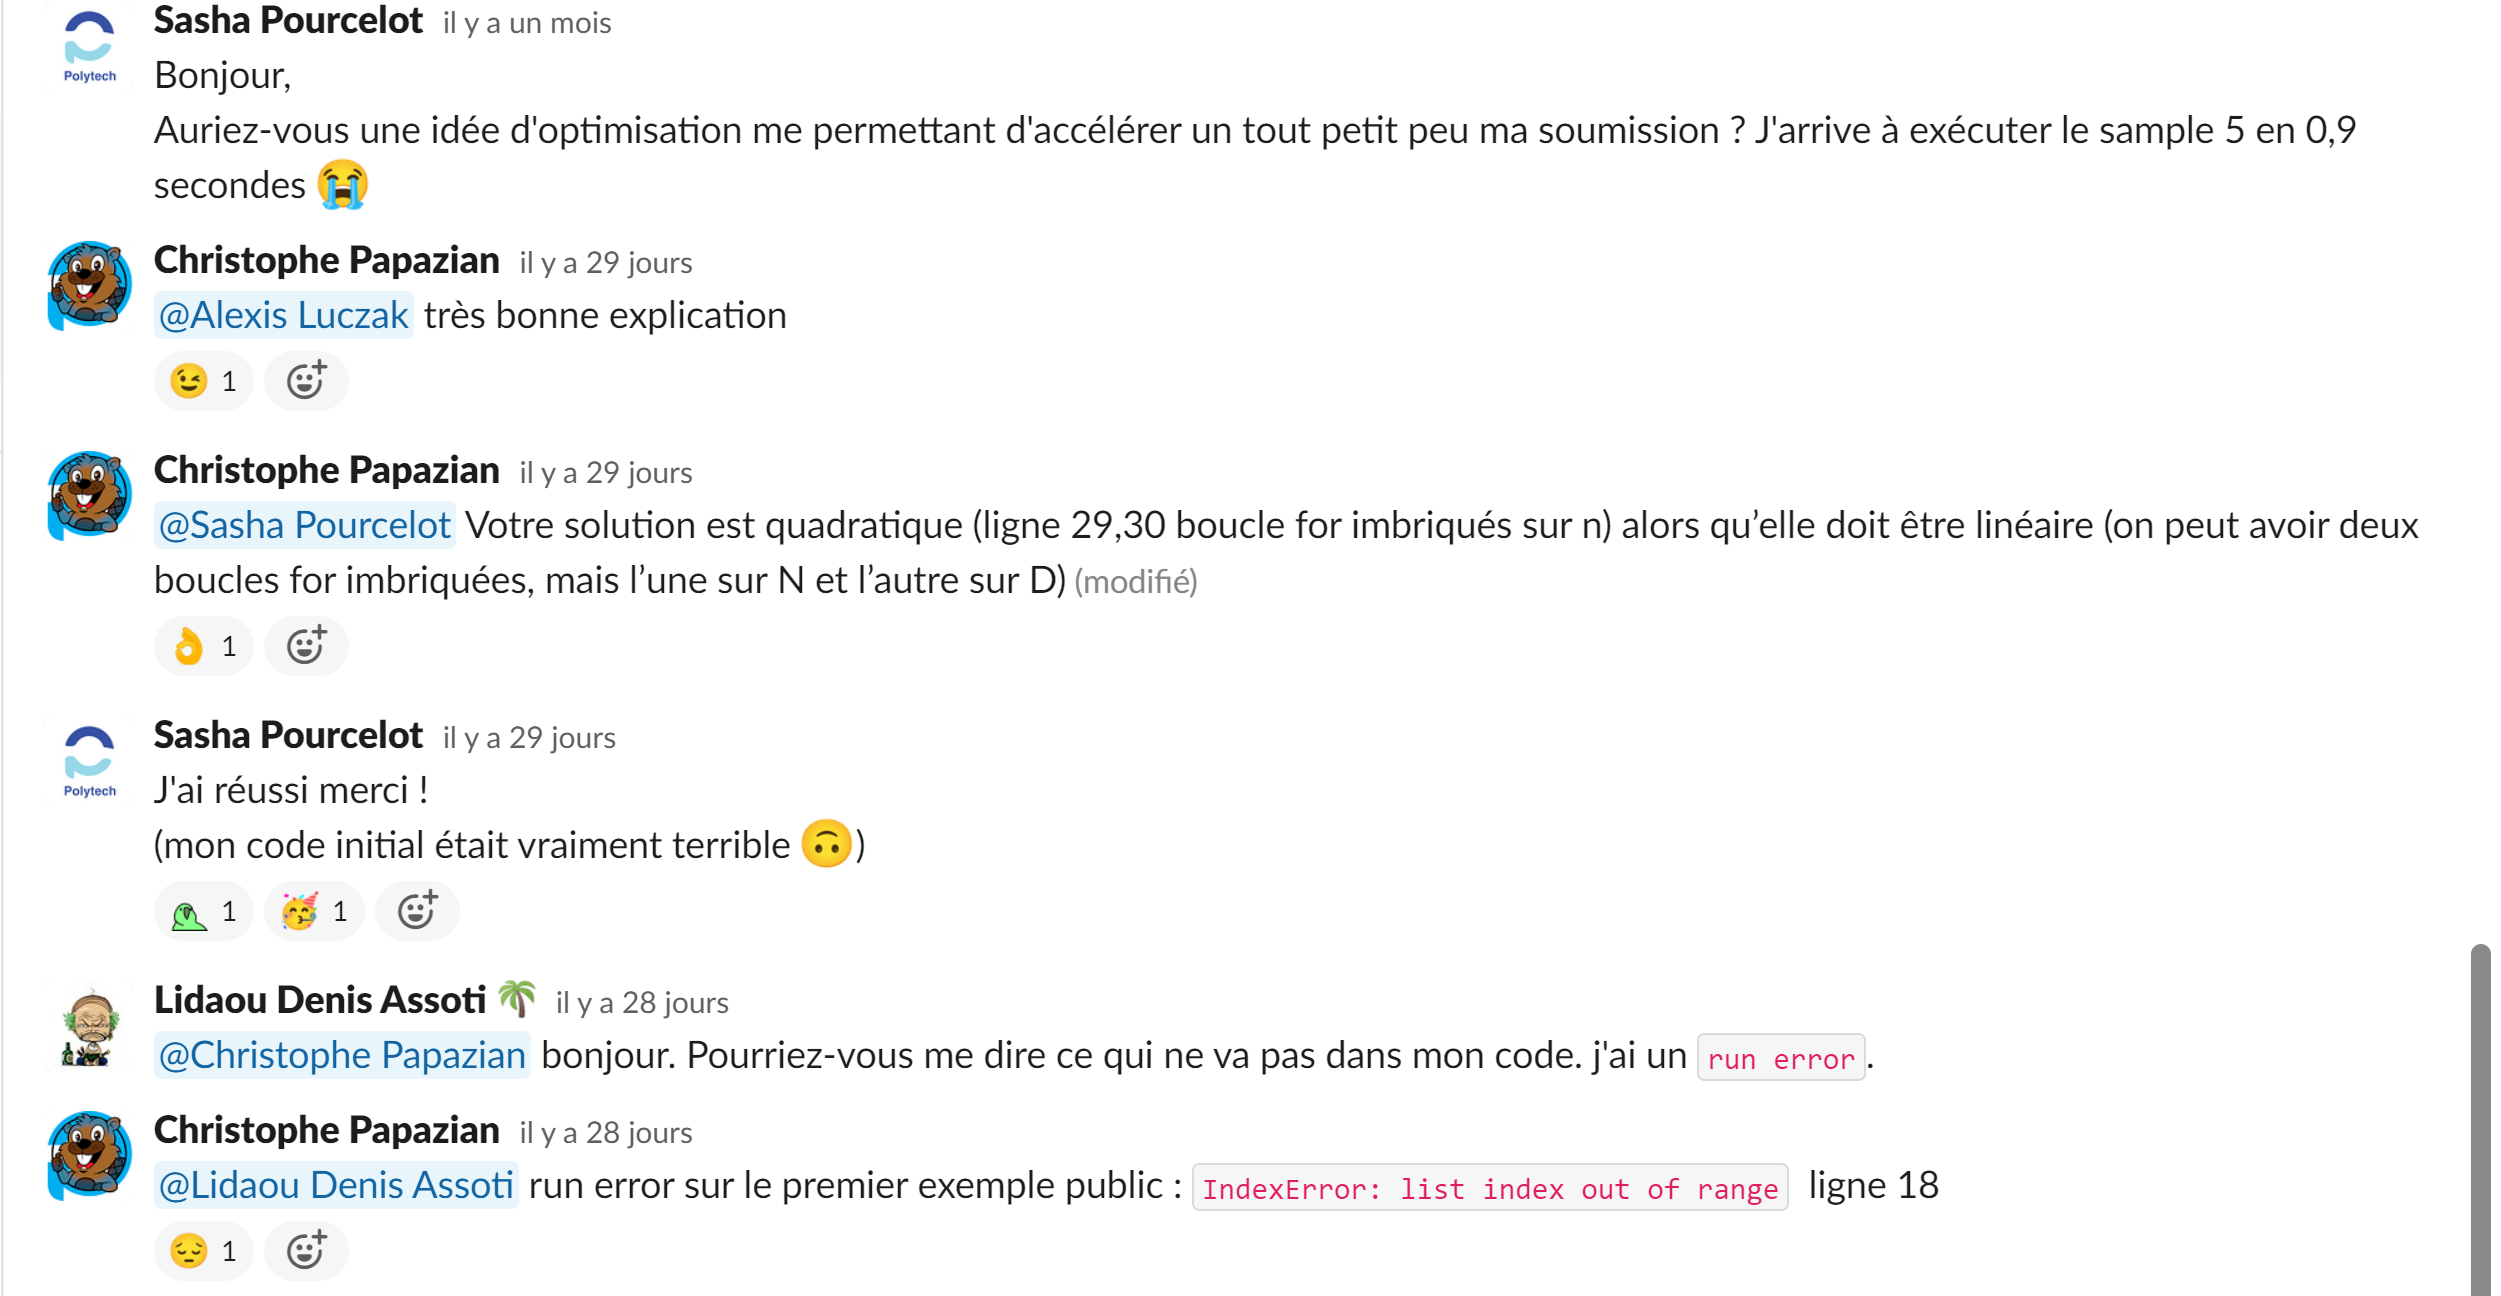 Polytech
Sasha Pourcelot il y a un mois
Bonjour,
Auriez-vous une idée d'optimisation me permettant d'accélérer un tout petit peu ma soumission ? J'arrive à exécuter le sample 5 en 0,9
secondes 😭
Christophe Papazian il y a 29 jours
@Alexis Luczak très bonne explication
😉 1
Christophe Papazian il y a 29 jours
@Sasha Pourcelot Votre solution est quadratique (ligne 29,30 boucle for imbriqués sur n) alors qu’elle doit être linéaire (on peut avoir deux
boucles for imbriquées, mais l’une sur N et l’autre sur D) (modifié)
👌 1
Polytech
Sasha Pourcelot il y a 29 jours
J'ai réussi merci !
(mon code initial était vraiment terrible 🙃)
1 🥳 1
Lidaou Denis Assoti 🌴 il y a 28 jours
@Christophe Papazian bonjour. Pourriez-vous me dire ce qui ne va pas dans mon code. j'ai un run error.
Christophe Papazian il y a 28 jours
@Lidaou Denis Assoti run error sur le premier exemple public : IndexError: list index out of range ligne 18
😔 1